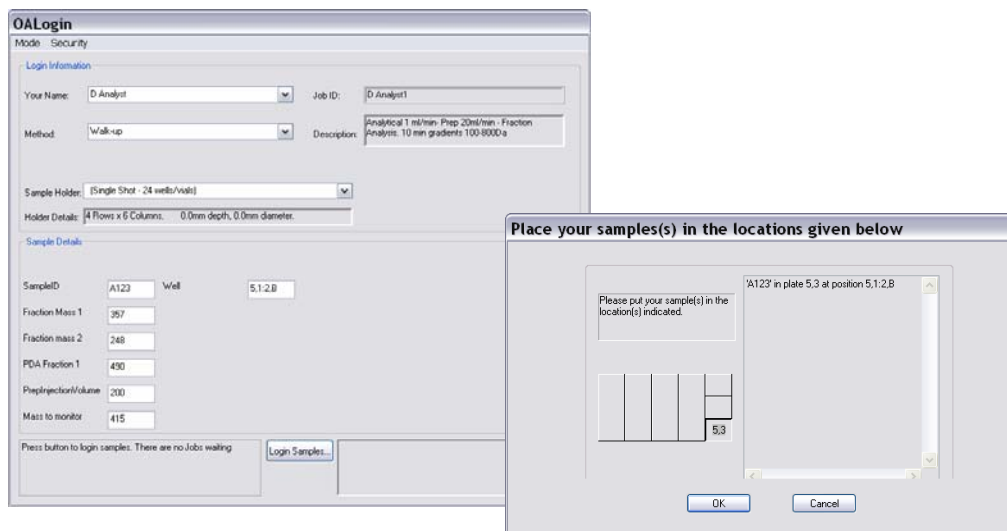 OALogin
Mode Security
Login Information
Your Name: D Analyst Job ID: D Analyst1
Method: Walk-up Description: Analytical 1 ml/min- Prep 20ml/min - Fraction
Analysis. 10 min gradients 100-800Da
Sample Holder: (Single Shot - 24 wells/vials)
Holder Details: 4 Rows x 6 Columns. 0.0mm depth, 0.0mm diameter.
Sample Details
SampleID A123 Well 5,1:2,B
Fraction Mass 1 357
Fraction mass 2 248
PDA Fraction 1 490
PrepInjectionVolume 200
Mass to monitor 415
Press button to login samples. There are no Jobs waiting
Login Samples...
Place your samples(s) in the locations given below
Please put your sample(s) in the
location(s) indicated.
'A123' in plate 5,3 at position 5,1:2,B
5,3
OK Cancel